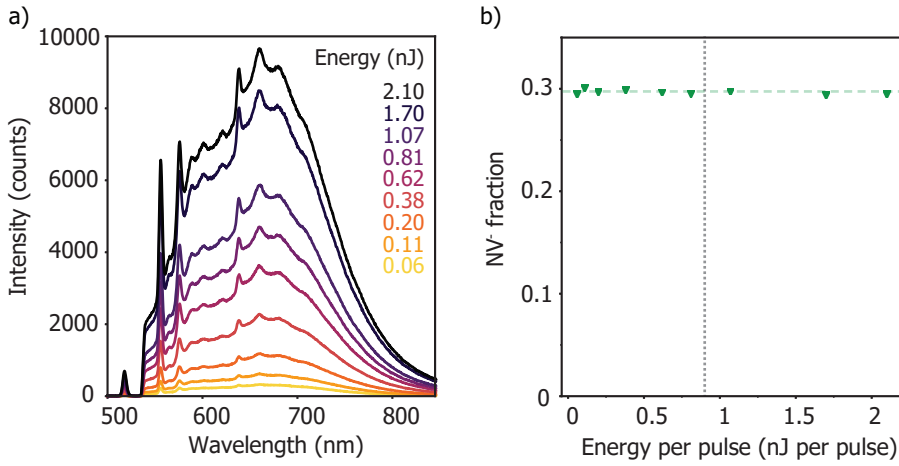 a)
Intensity (counts)
10000
8000
6000
4000
2000
0
Energy (nJ)
2.10
1.70
1.07
0.81
0.62
0.38
0.20
0.11
0.06
500 600 700 800
Wavelength (nm)
b)
NV⁻ fraction
0.3
0.2
0.3
0
0 0.5 1 1.5 2
Energy per pulse (nJ per pulse)